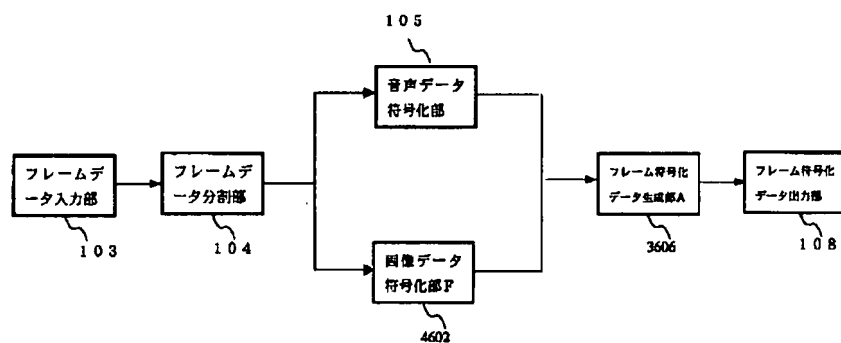 105
音声データ
符号化部
フレームデ
ータ入力部
103
フレームデ
ータ分割部
104
フレーム符号化
データ生成部A
3606
フレーム符号化
データ出力部
108
画像データ
符号化部F
4602